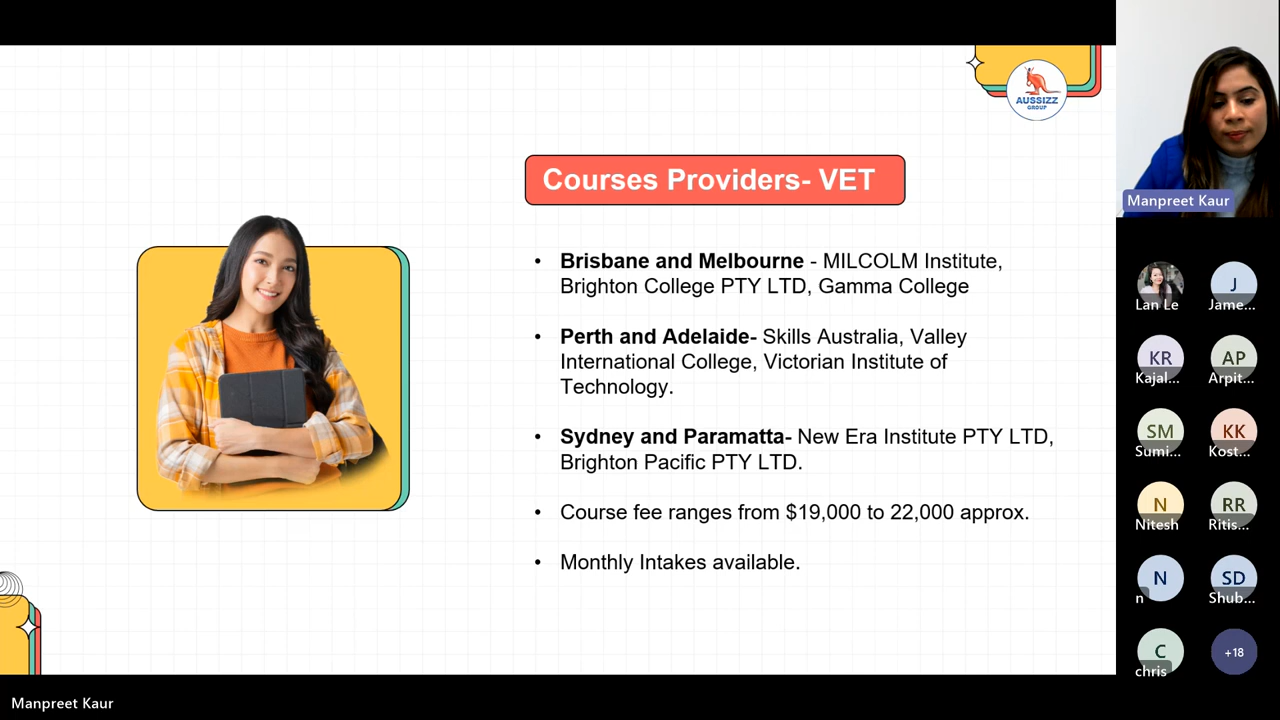 AUSSIZZ
GROUP
Courses Providers- VET
• Brisbane and Melbourne - MILCOLM Institute,
Brighton College PTY LTD, Gamma College
• Perth and Adelaide- Skills Australia, Valley
International College, Victorian Institute of
Technology.
• Sydney and Paramatta- New Era Institute PTY LTD,
Brighton Pacific PTY LTD.
• Course fee ranges from $19,000 to 22,000 approx.
• Monthly Intakes available.
Manpreet Kaur
Lan Le
J
Jame...
KR
Kajal...
AP
Arpit...
SM
Sumi...
KK
Kost...
N
Nitesh
RR
Ritis...
N
n
SD
Shub...
C
chris
+18
Manpreet Kaur